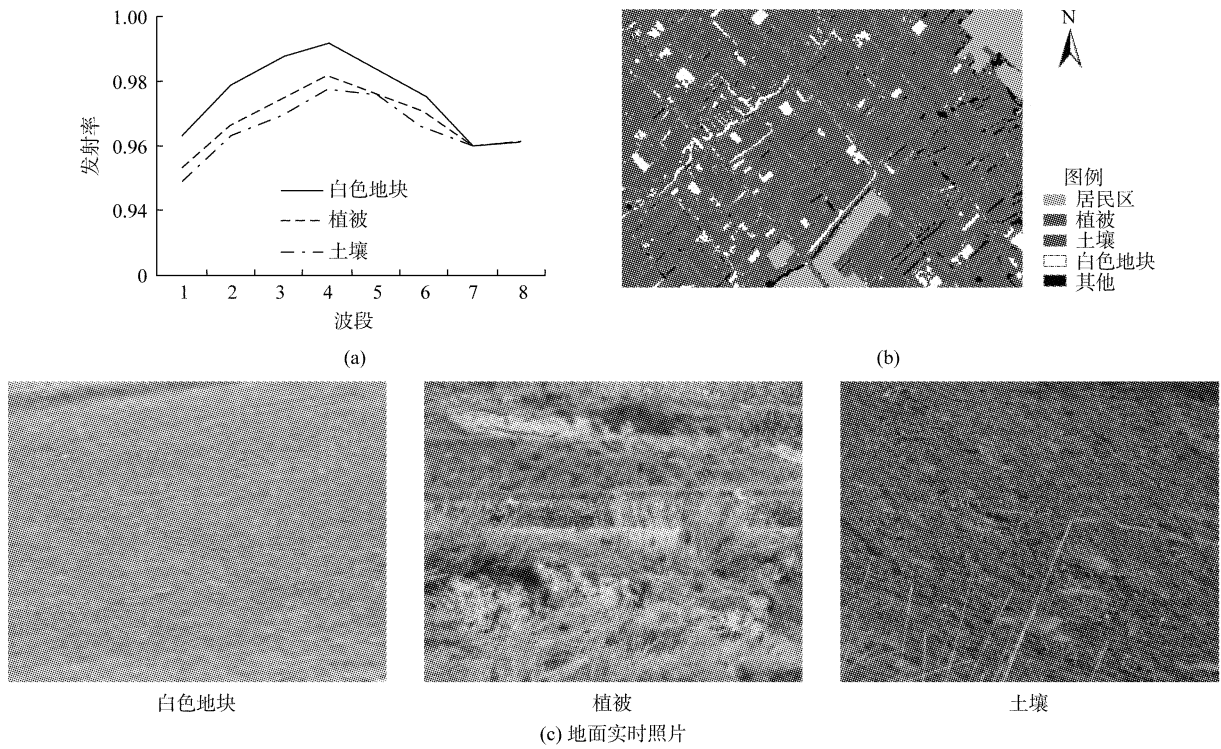 1.00
0.98
0.96
0.94
0
发射率
白色地块
植被
土壤
1 2 3 4 5 6 7 8
波段
(a)
N
图例
居民区
植被
土壤
白色地块
其他
(b)
白色地块
植被
土壤
(c) 地面实时照片